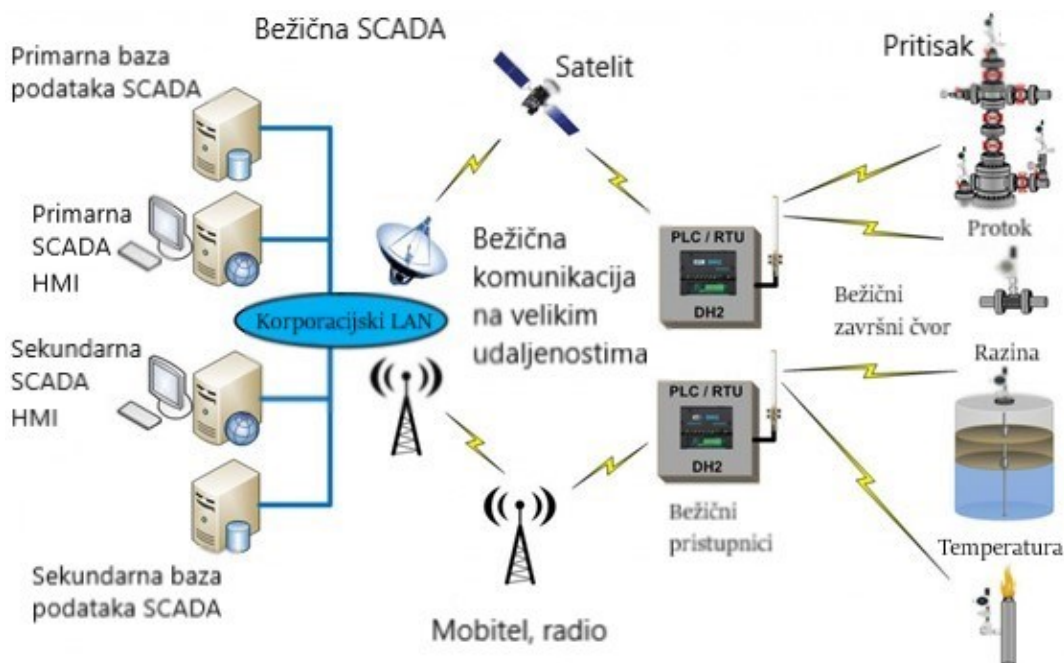 Bežična SCADA
Primarna baza
podataka SCADA
Primarna
SCADA
HMI
Korporacijski LAN
Sekundarna
SCADA
HMI
Sekundarna baza
podataka SCADA
Satelit
Bežična
komunikacija
na velikim
udaljenostima
Mobitel, radio
PLC / RTU
DH2
PLC / RTU
DH2
Bežični
pristupnici
Bežični
završni čvor
Pritisak
Protok
Razina
Temperatura